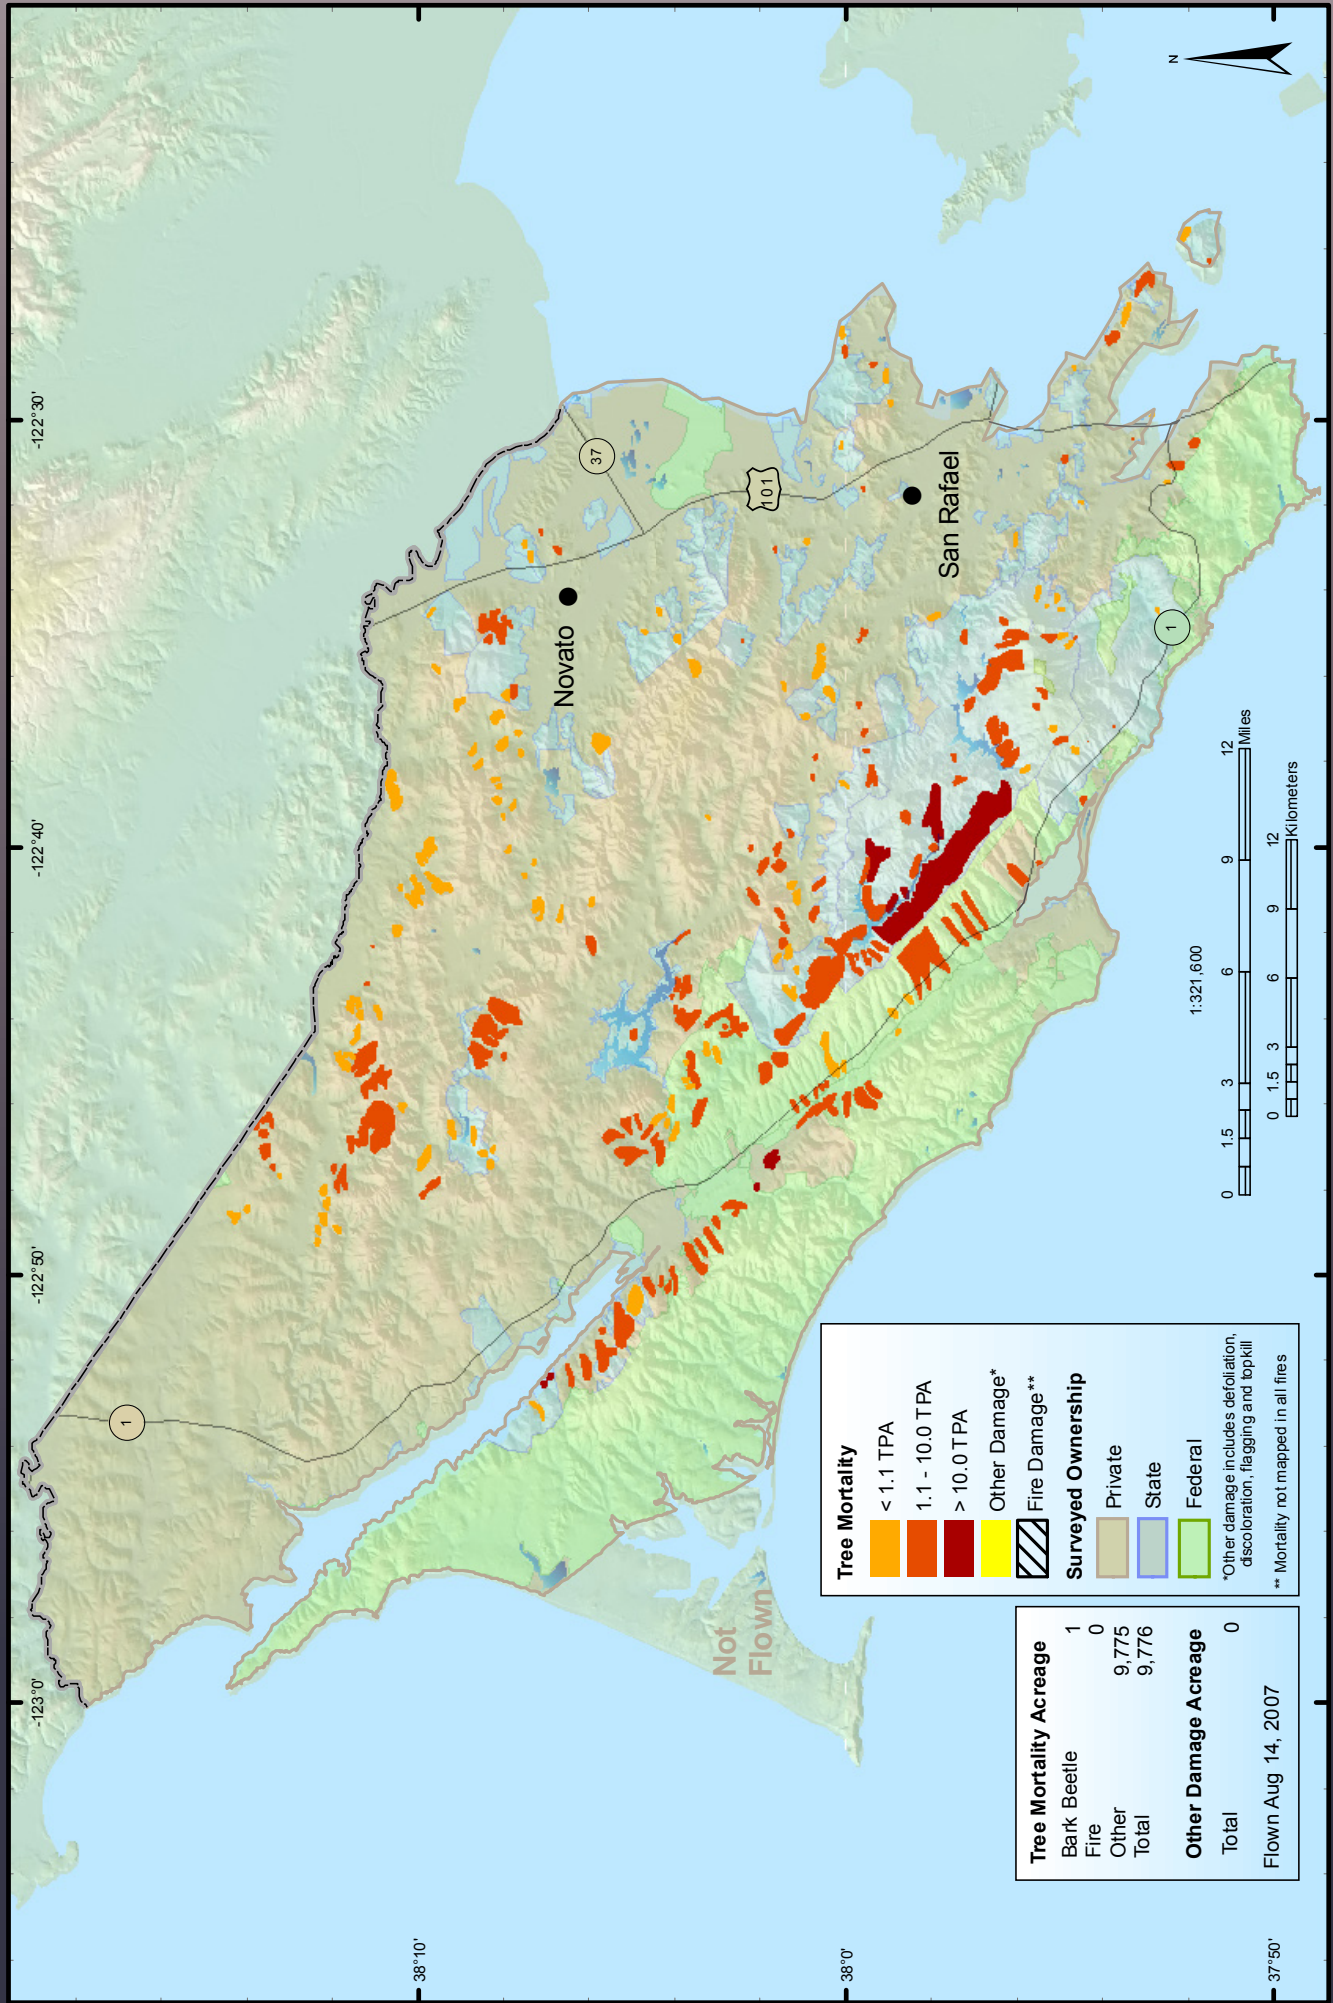 -123°0'
-122°50'
-122°40'
-122°30'
38°10'
38°0'
37°50'
1
37
101
1
Novato
San Rafael
Not
Flown
N
Tree Mortality Acreage
Bark Beetle 1
Fire 0
Other 9,775
Total 9,776
Other Damage Acreage
Total 0
Flown Aug 14, 2007
Tree Mortality
< 1.1 TPA
1.1 - 10.0 TPA
> 10.0 TPA
Other Damage*
Fire Damage**
Surveyed Ownership
Private
State
Federal
*Other damage includes defoliation,
discoloration, flagging and topkill
** Mortality not mapped in all fires
1:321,600
0 1.5 3 6 9 12
Miles
0 1.5 3 6 9 12
Kilometers